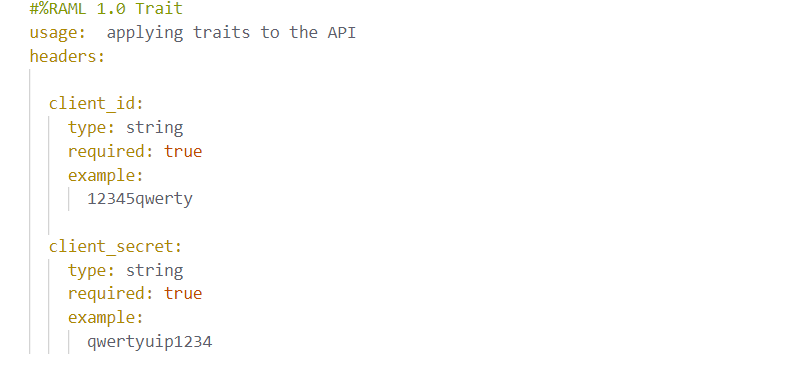 #%RAML 1.0 Trait
usage:  applying traits to the API
headers:
client_id:
type: string
required: true
example:
12345qwerty
client_secret:
type: string
required: true
example:
qwertyuip1234